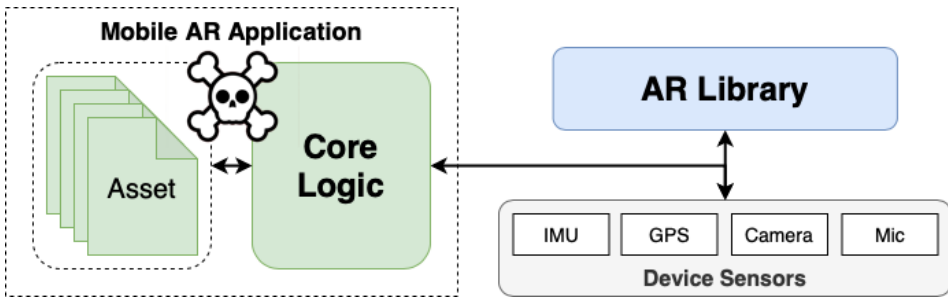 Mobile AR Application
Asset
Core
Logic
AR Library
IMU
GPS
Camera
Mic
Device Sensors